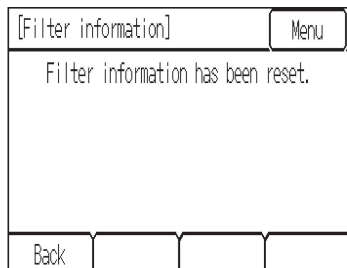 [Filter information]
Menu
Filter information has been reset.
Back